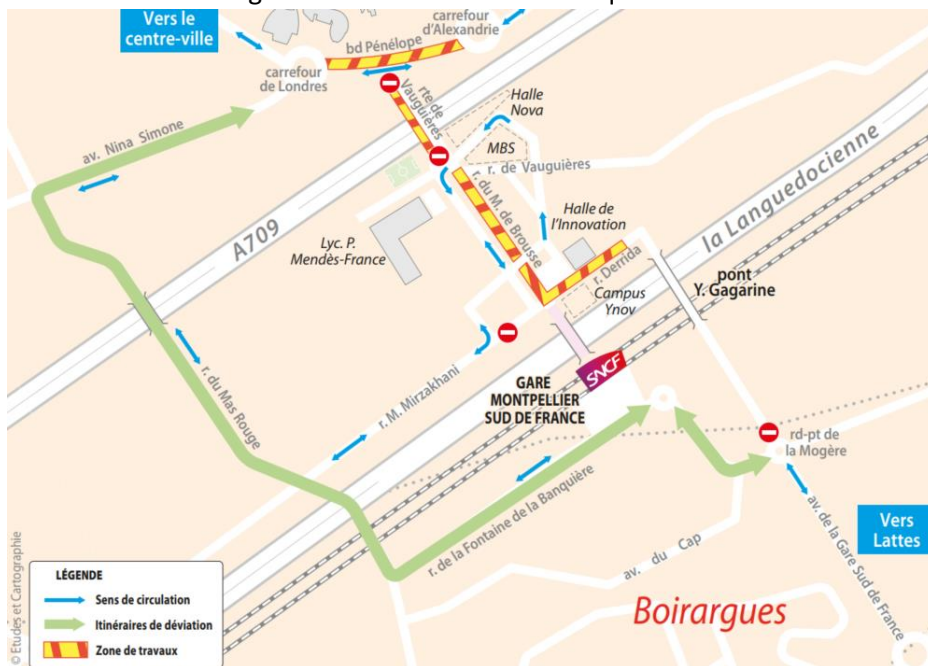 Vers le
centre-ville
carrefour
d'Alexandrie
bd Pénélope
carrefour
de Londres
rte de
Vauguières
Halle
Nova
MBS
av. Nina Simone
r. de Vauguières
r. du M. de Brousse
Halle de
l'Innovation
la Languedocienne
A709
Lyc. P.
Mendès-France
r. Derrida
pont
Y. Gagarine
Campus
Ynov
SNCF
GARE
MONTPELLIER
SUD DE FRANCE
r. du Mas Rouge
r. M. Mirzakhani
rd-pt de
la Mogère
r. de la Fontaine de la Banquière
av. de la Gare Sud de France
Vers
Lattes
av. du Cap
Boirargues
LÉGENDE
Sens de circulation
Itinéraires de déviation
Zone de travaux
© Etudes et Cartographie